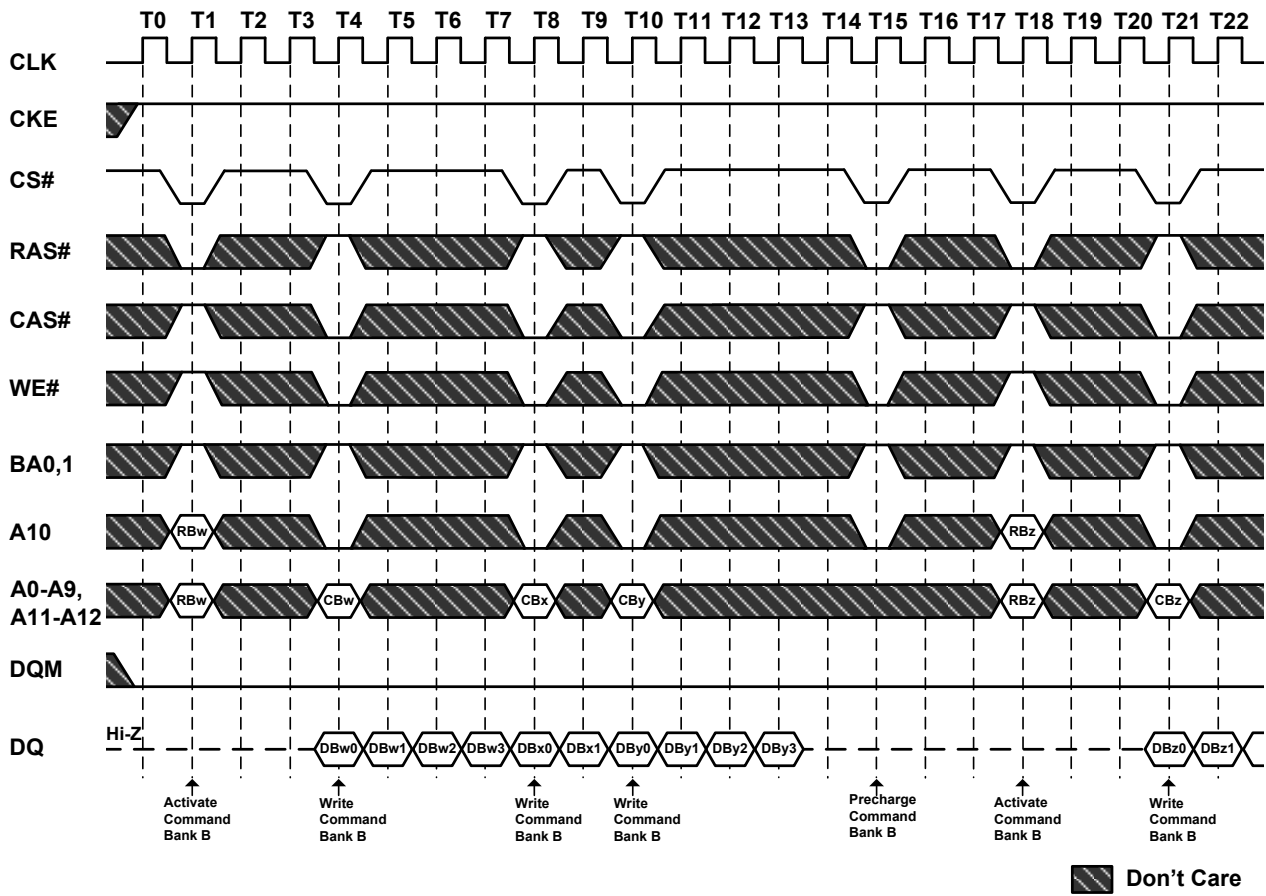 T0 T1 T2 T3 T4 T5 T6 T7 T8 T9 T10 T11 T12 T13 T14 T15 T16 T17 T18 T19 T20 T21 T22
CLK
CKE
CS#
RAS#
CAS#
WE#
BA0,1
A10 RBw RBz
A0-A9,
A11-A12
RBw CBw CBx CBy RBz CBz
DQM
DQ Hi-Z DBw0 DBw1 DBw2 DBw3 DBx0 DBx1 DBy0 DBy1 DBy2 DBy3 DBz0 DBz1
Activate
Command
Bank B
Write
Command
Bank B
Write
Command
Bank B
Write
Command
Bank B
Precharge
Command
Bank B
Activate
Command
Bank B
Write
Command
Bank B
Don't Care